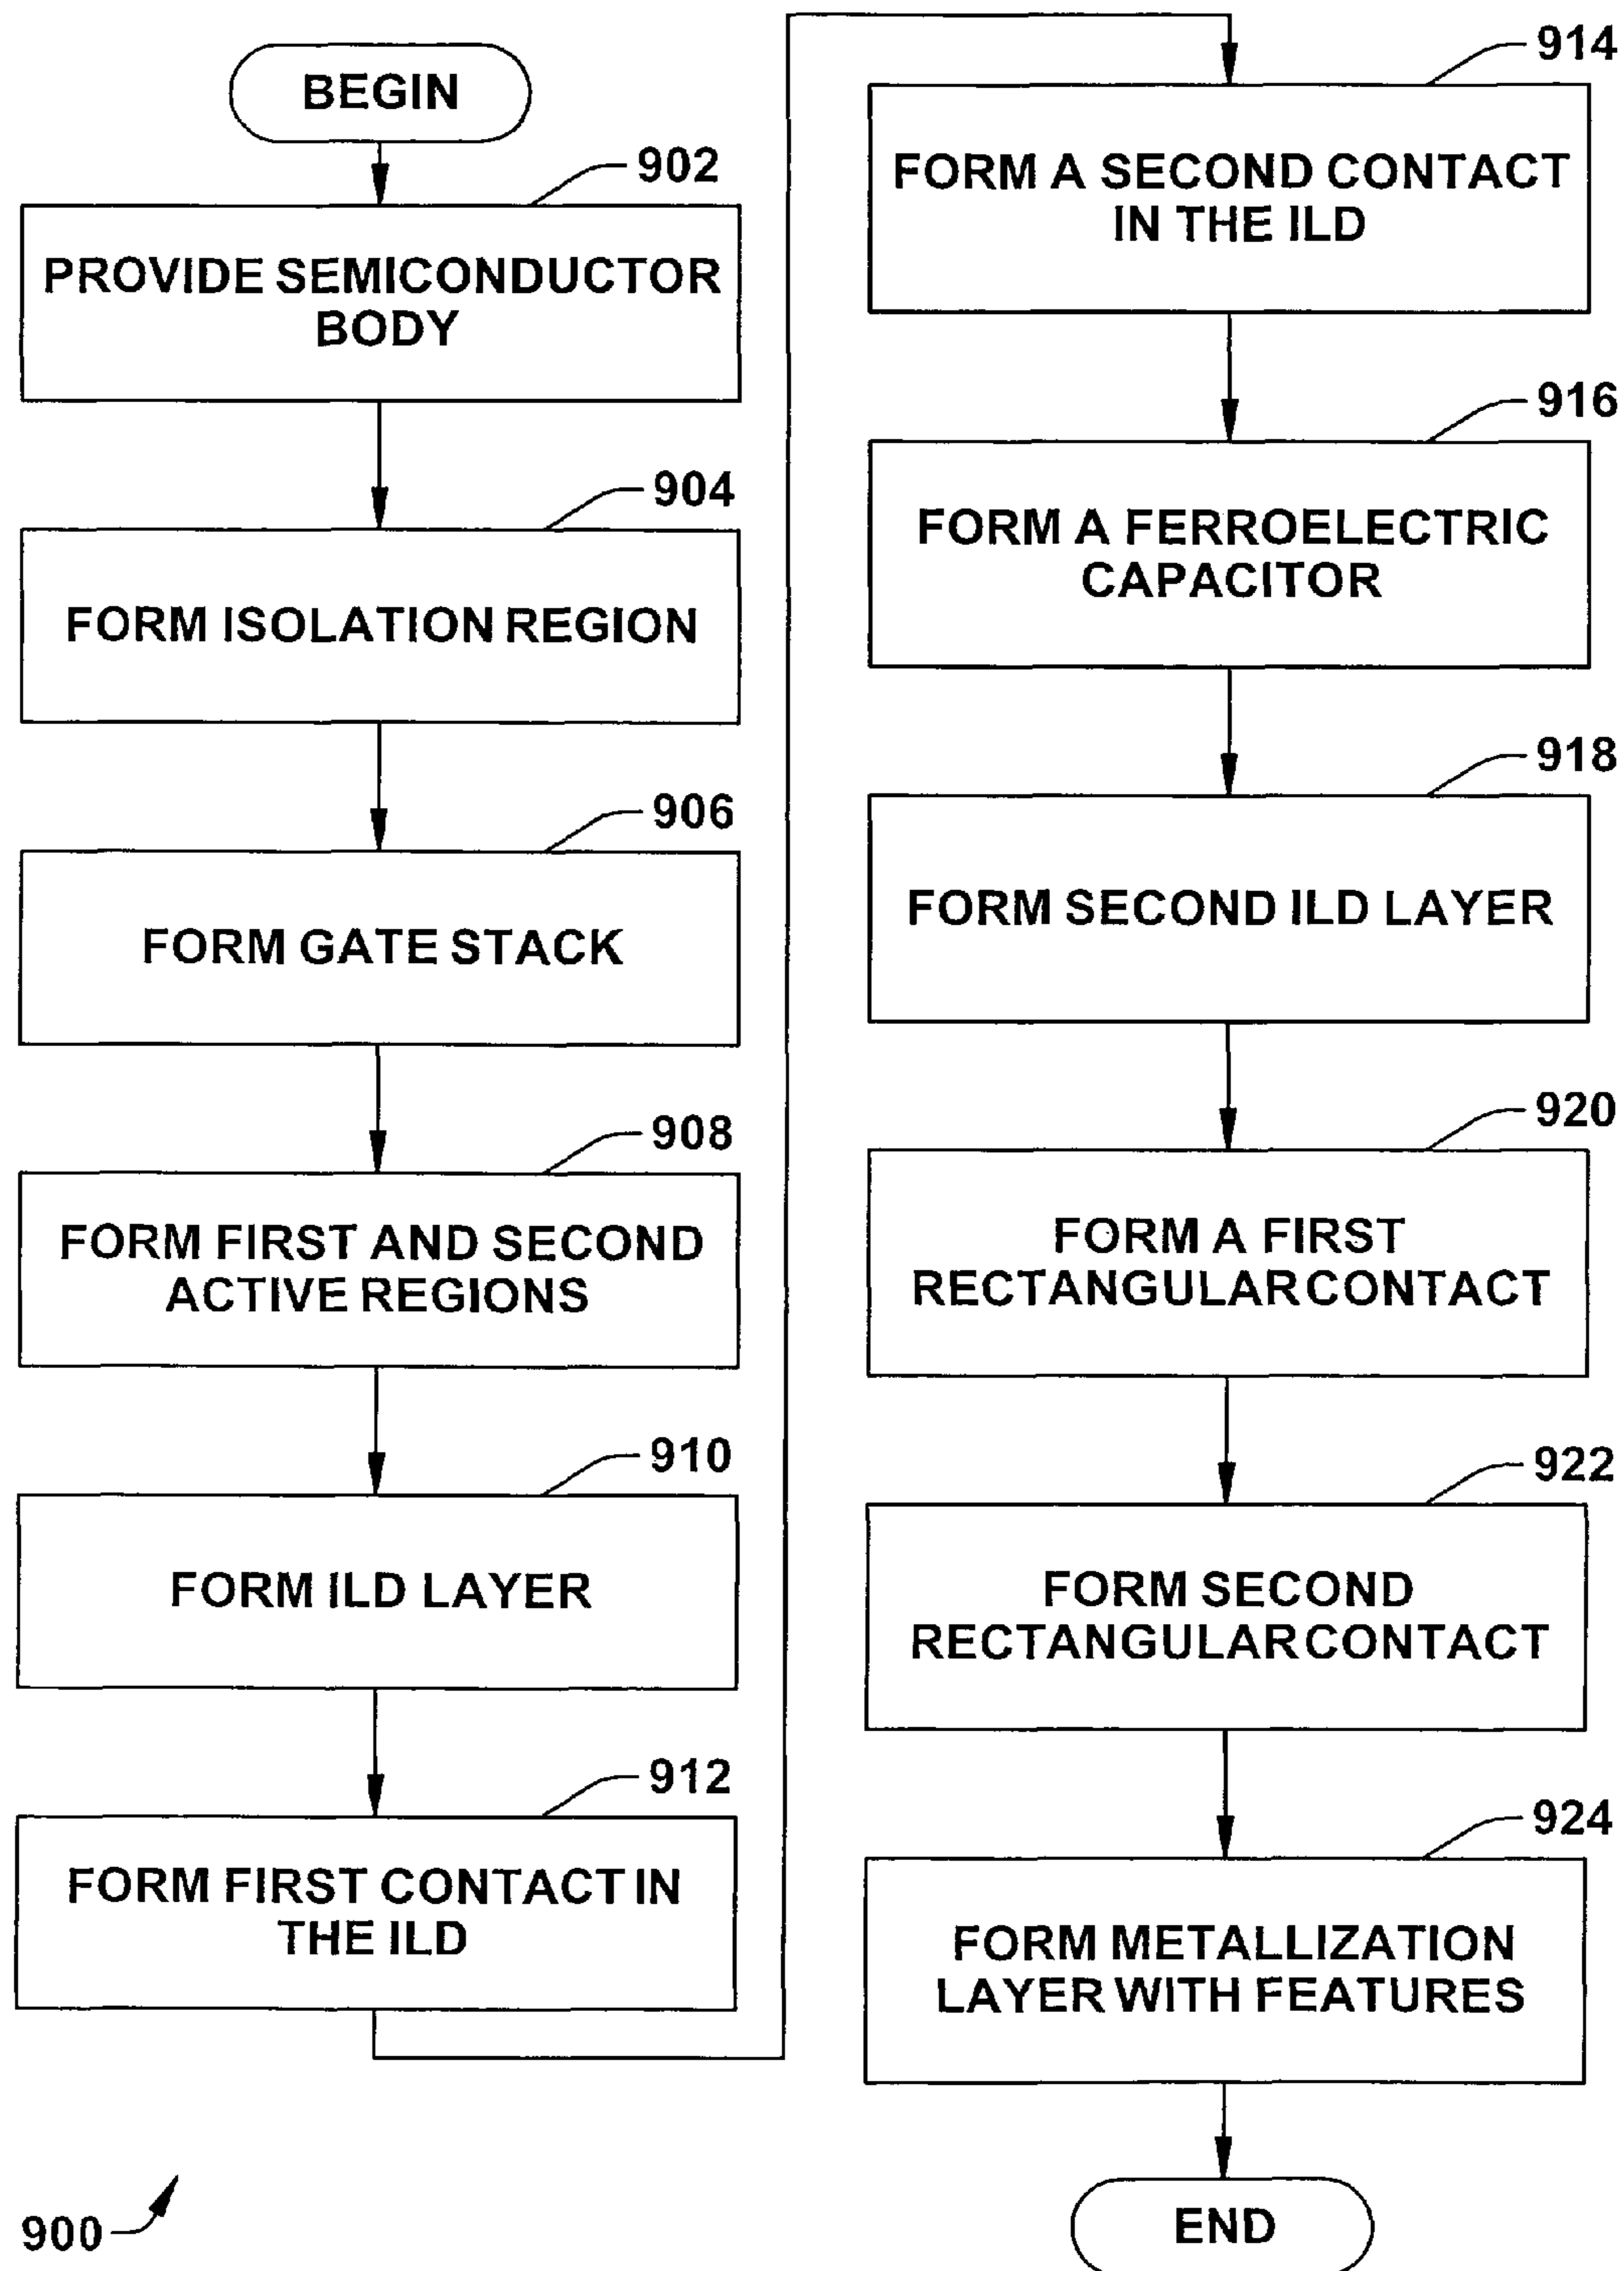 BEGIN
902
PROVIDE SEMICONDUCTOR
BODY
904
FORM ISOLATION REGION
906
FORM GATE STACK
908
FORM FIRST AND SECOND
ACTIVE REGIONS
910
FORM ILD LAYER
912
FORM FIRST CONTACT IN
THE ILD
914
FORM A SECOND CONTACT
IN THE ILD
916
FORM A FERROELECTRIC
CAPACITOR
918
FORM SECOND ILD LAYER
920
FORM A FIRST
RECTANGULAR CONTACT
922
FORM SECOND
RECTANGULAR CONTACT
924
FORM METALLIZATION
LAYER WITH FEATURES
END
900